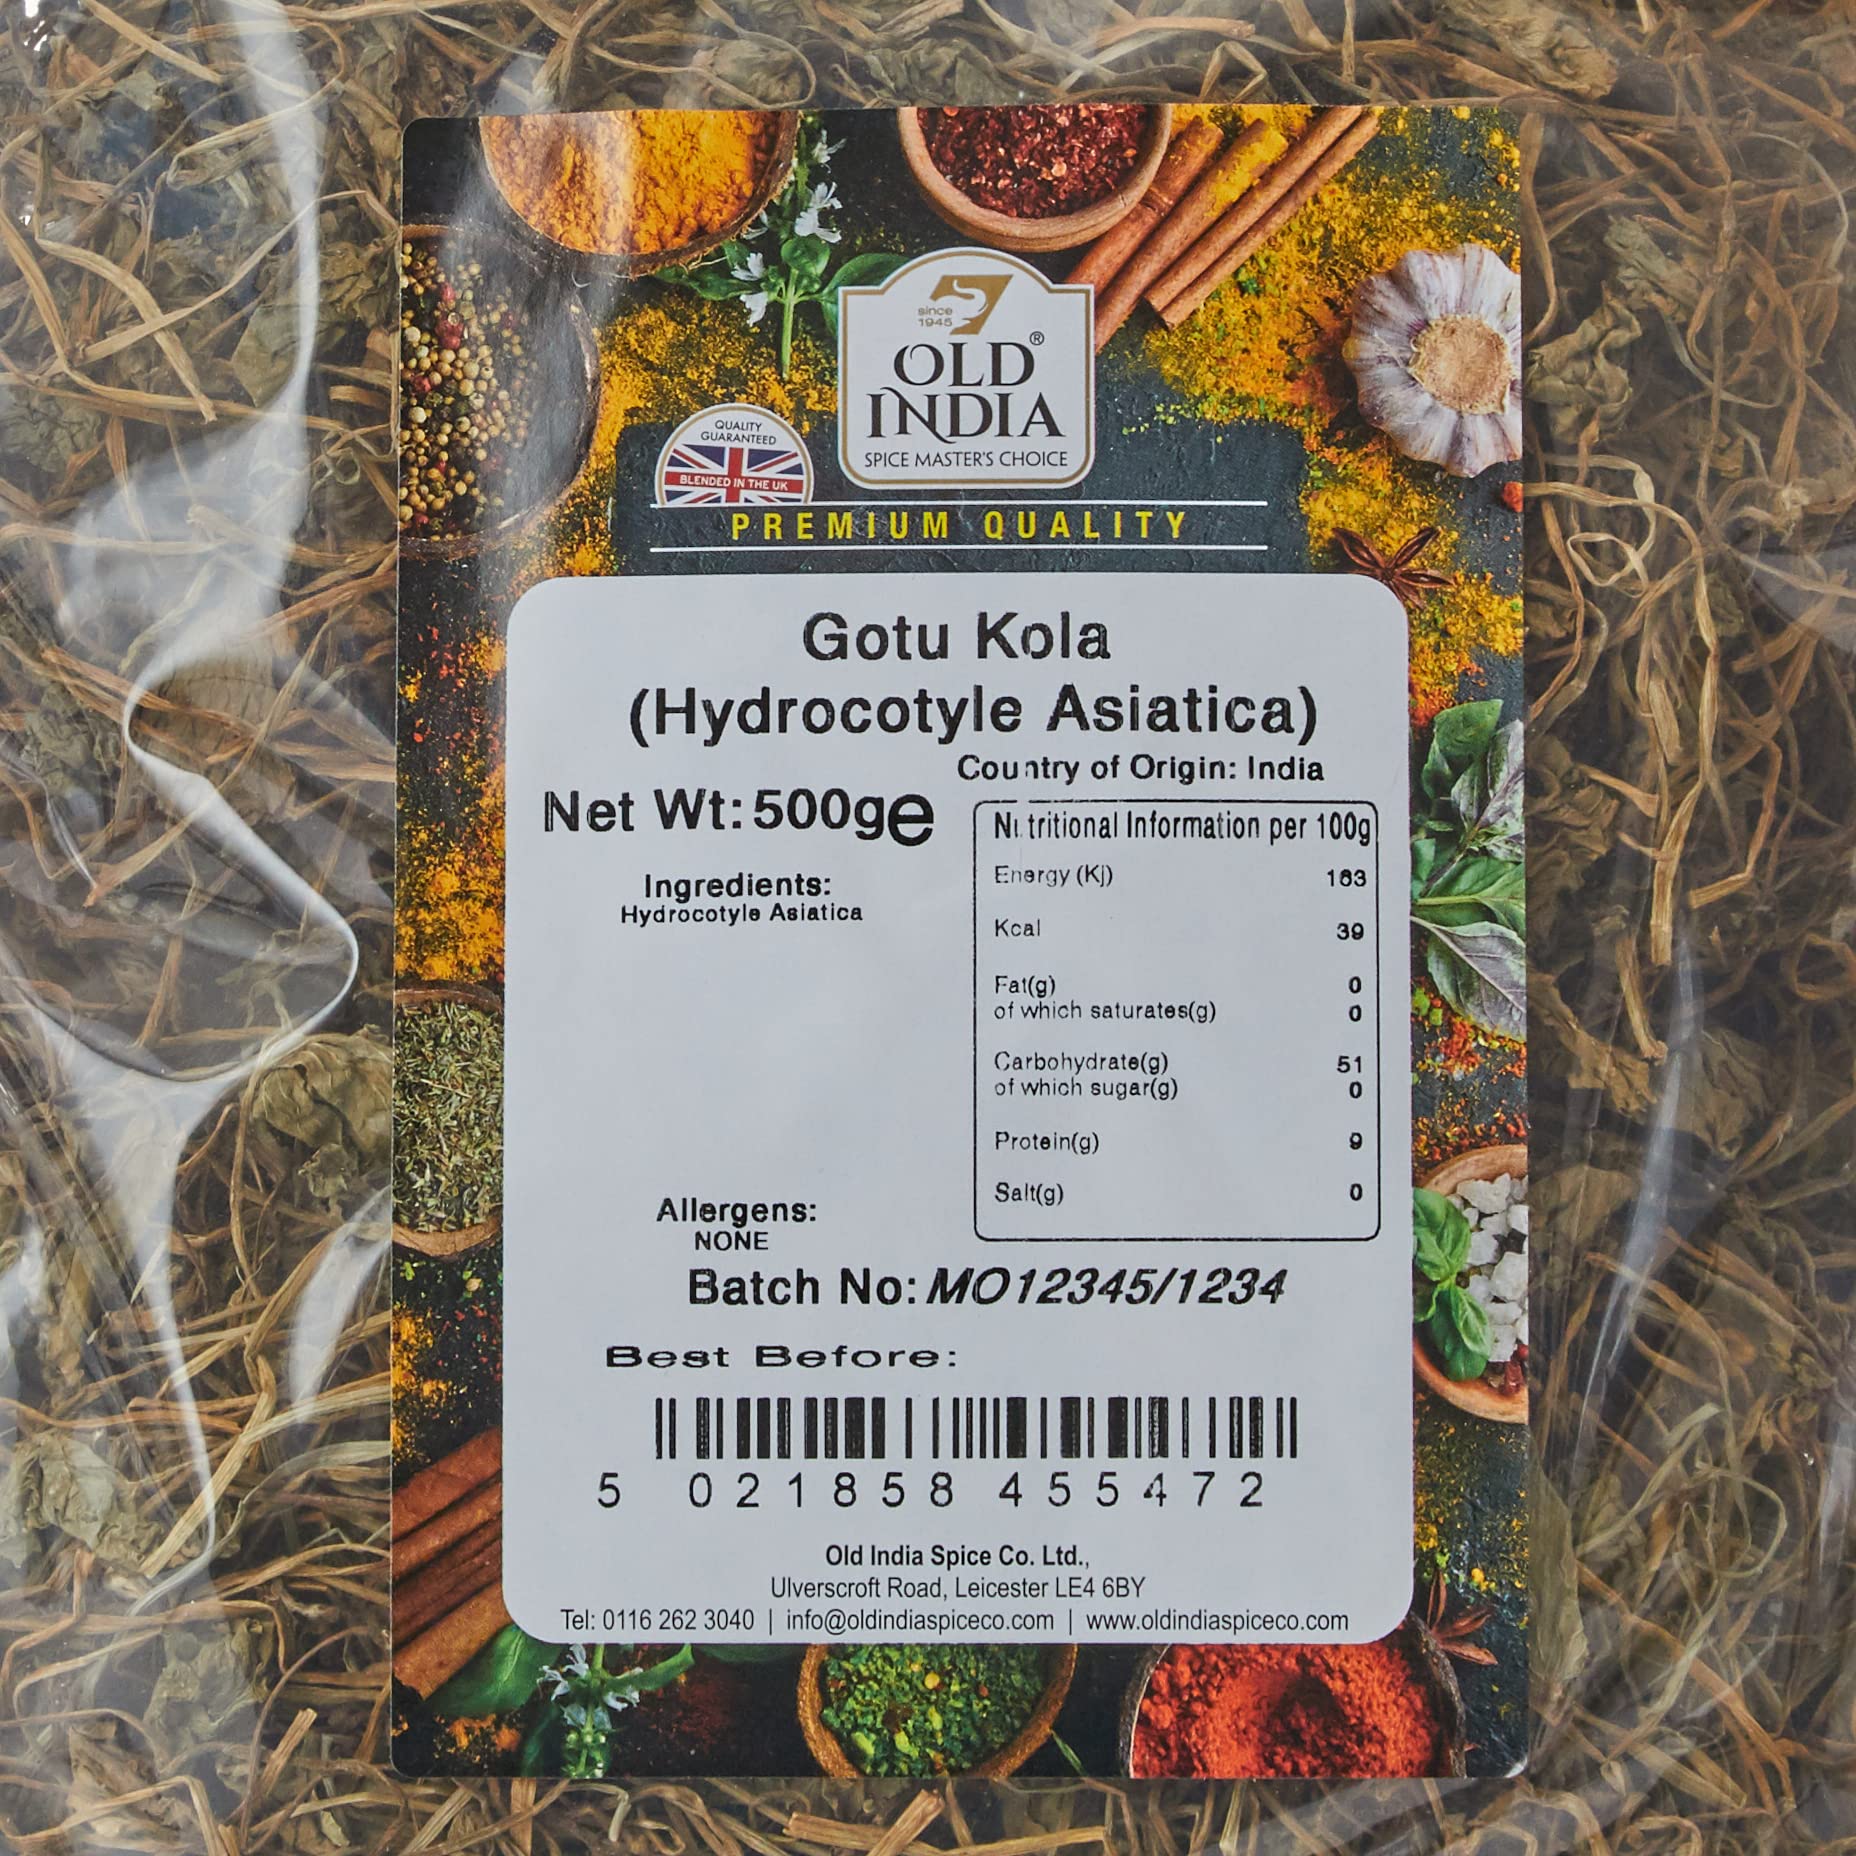 since
1945
OLD®
INDIA
SPICE MASTER'S CHOICE
QUALITY
GUARANTEED
BLENDED IN THE UK
PREMIUM QUALITY
Gotu Kola
(Hydrocotyle Asiatica)
Country of Origin: India
Net Wt: 500g℮
Nutritional Information per 100g
Energy (Kj) 163
Kcal 39
Fat(g) 0
of which saturates(g) 0
Carbohydrate(g) 51
of which sugar(g) 0
Protein(g) 9
Salt(g) 0
Ingredients:
Hydrocotyle Asiatica
Allergens:
NONE
Batch No: MO12345/1234
Best Before:
5 021858 455472
Old India Spice Co. Ltd.,
Ulverscroft Road, Leicester LE4 6BY
Tel: 0116 262 3040 | info@oldindiaspiceco.com | www.oldindiaspiceco.com